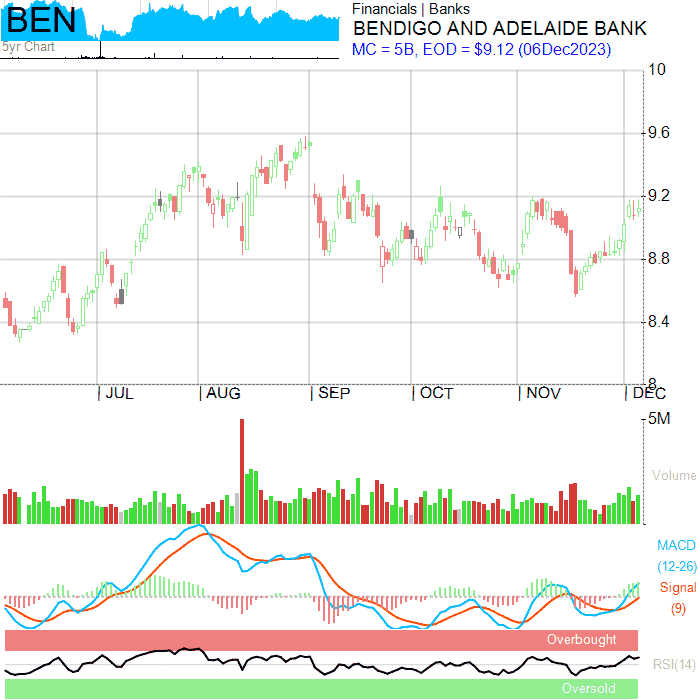 BEN
5yr Chart
Financials | Banks
BENDIGO AND ADELAIDE BANK
MC = 5B, EOD = $9.12 (06Dec2023)
10
9.6
9.2
8.8
8.4
8
JUL
AUG
SEP
OCT
NOV
DEC
5M
Volume
MACD
(12-26)
Signal
(9)
Overbought
RSI(14)
Oversold